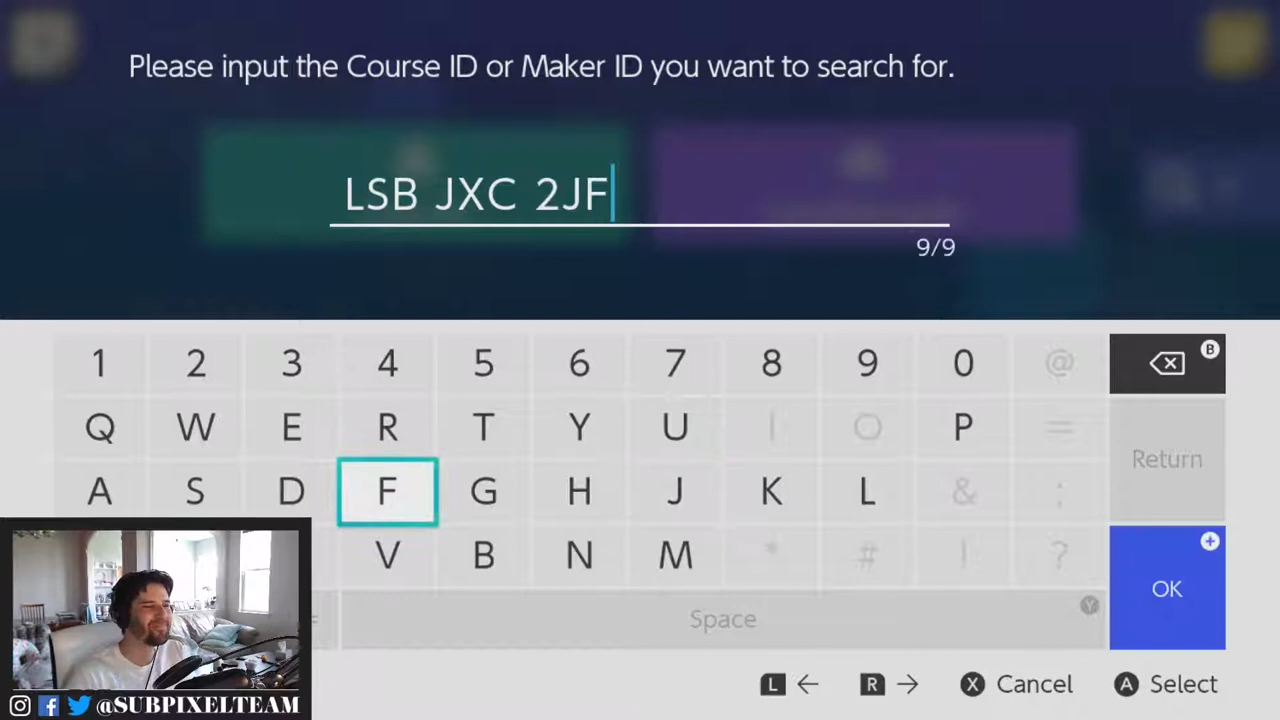 Please input the Course ID or Maker ID you want to search for.
LSB JXC 2JF
9/9
1 2 3 4 5 6 7 8 9 0 @ B
Q W E R T Y U I O P =
Return
A S D F G H J K L & ;
V B N M * # ! ? +
OK
Space Y
L ← R → X Cancel A Select
@SUBPIXELTEAM